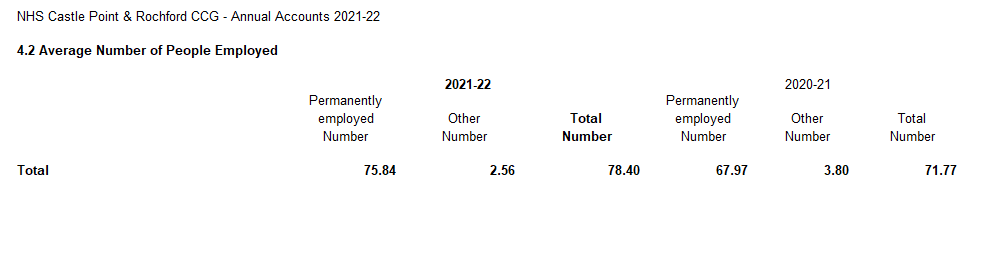 NHS Castle Point & Rochford CCG - Annual Accounts 2021-22
4.2 Average Number of People Employed
2021-22 2020-21
Permanently Permanently
employed Other Total employed Other Total
Number Number Number Number Number Number
Total 75.84 2.56 78.40 67.97 3.80 71.77